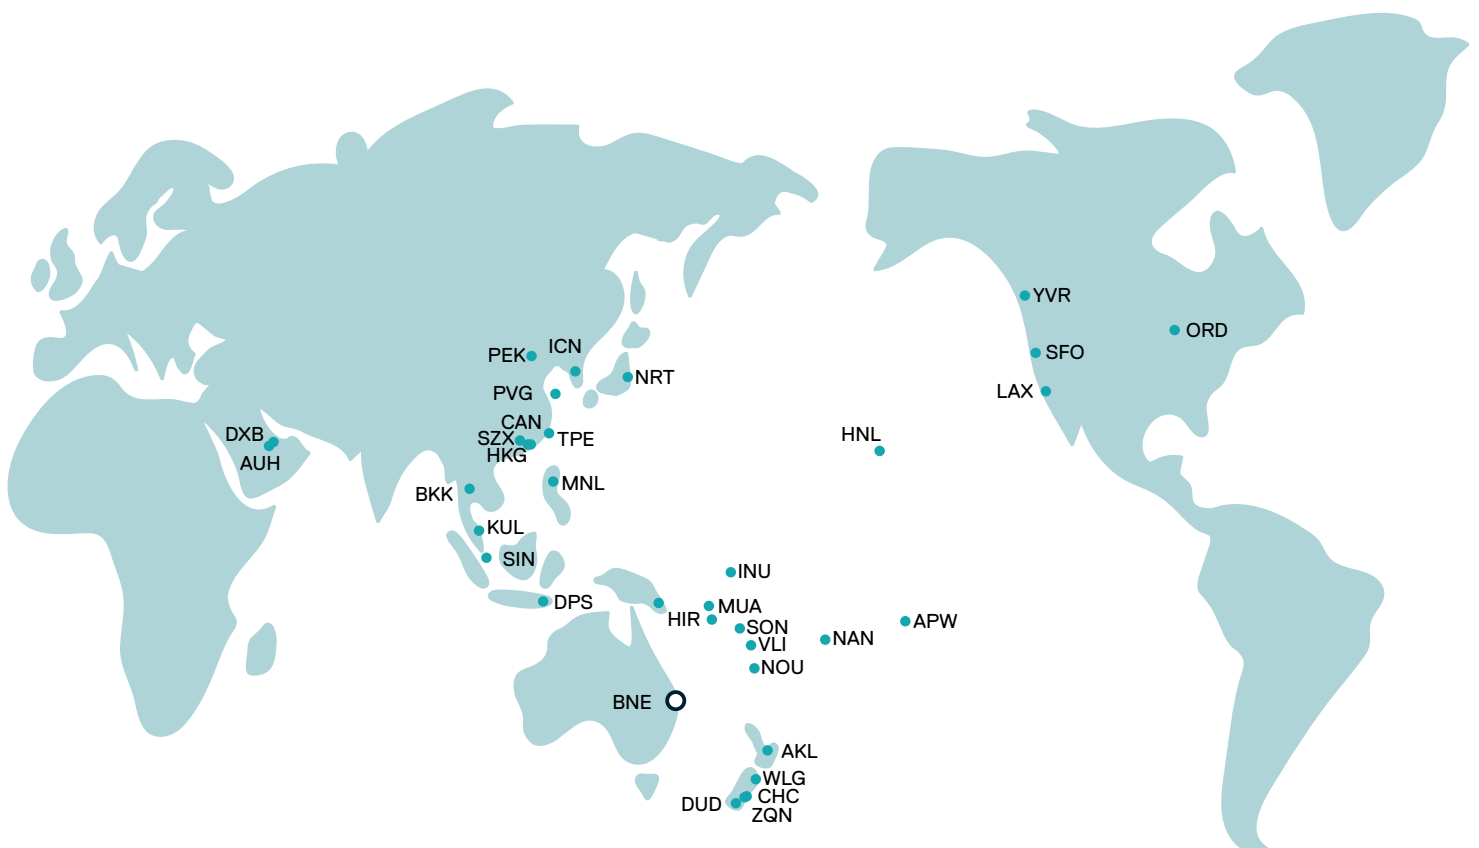 YVR
ORD
ICN
PEK
SFO
NRT
PVG
LAX
CAN
DXB
SZX
TPE
HNL
HKG
AUH
MNL
BKK
KUL
SIN
INU
DPS
MUA
HIR
SON
APW
NAN
VLI
NOU
BNE
AKL
WLG
CHC
DUD
ZQN